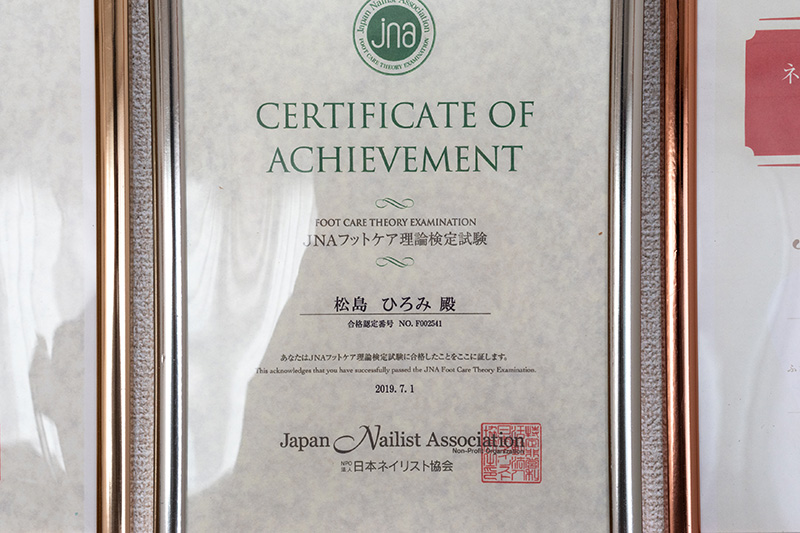 Japan Nailist Association
jna
FOOT CARE THEORY EXAMINATION
CERTIFICATE OF
ACHIEVEMENT
FOOT CARE THEORY EXAMINATION
JNAフットケア理論検定試験
松島 ひろみ 殿
合格認定番号 NO. F002541
あなたはJNAフットケア理論検定試験に合格したことをここに証します。
This acknowledges that you have successfully passed the JNA Foot Care Theory Examination.
2019. 7. 1
Japan Nailist Association
Non-Profit Organization
NPO法人 日本ネイリスト協会
ネ